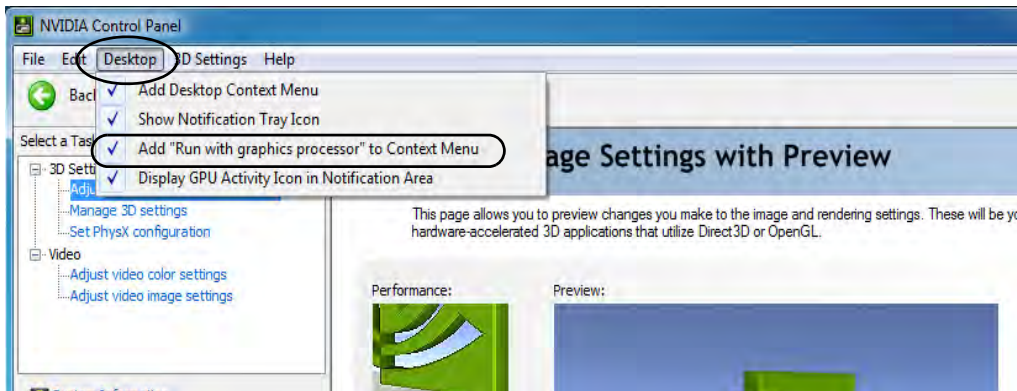 NVIDIA Control Panel
File Edit Desktop 3D Settings Help
Back
Add Desktop Context Menu
Show Notification Tray Icon
Add "Run with graphics processor" to Context Menu
Display GPU Activity Icon in Notification Area
Select a Tas
3D Setti
Adju
Manage 3D settings
Set PhysX configuration
Video
Adjust video color settings
Adjust video image settings
age Settings with Preview
This page allows you to preview changes you make to the image and rendering settings. These will be yo
hardware-accelerated 3D applications that utilize Direct3D or OpenGL.
Performance:
Preview: